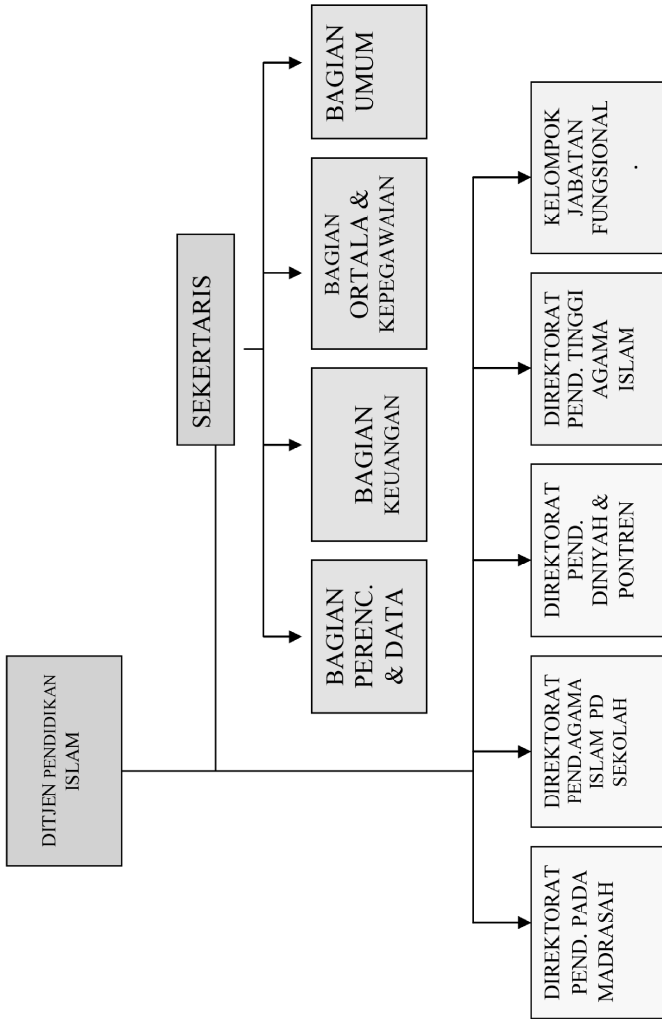 DITJEN PENDIDIKAN
ISLAM
SEKERTARIS
BAGIAN
PERENC.
& DATA
BAGIAN
KEUANGAN
BAGIAN
ORTALA &
KEPEGAWAIAN
BAGIAN
UMUM
DIREKTORAT
PEND. PADA
MADRASAH
DIREKTORAT
PEND.AGAMA
ISLAM PD
SEKOLAH
DIREKTORAT
PEND.
DINIYAH &
PONTREN
DIREKTORAT
PEND. TINGGI
AGAMA
ISLAM
KELOMPOK
JABATAN
FUNGSIONAL
.